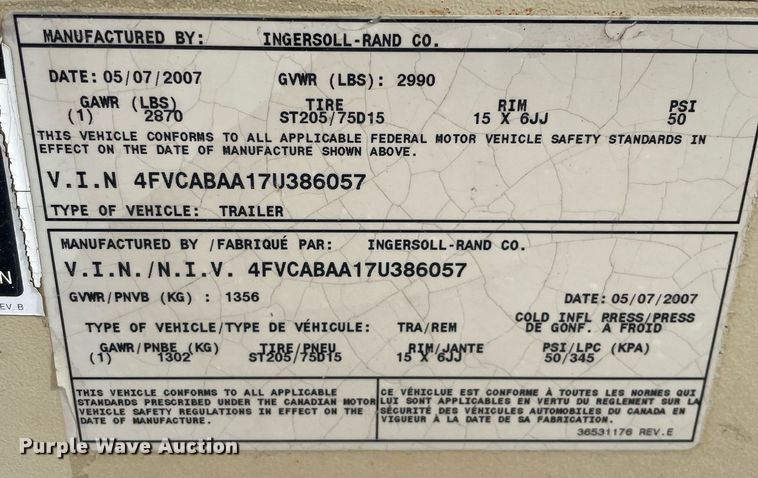 MANUFACTURED BY: INGERSOLL-RAND CO.
DATE: 05/07/2007 GVWR (LBS): 2990
GAWR (LBS) TIRE RIM PSI
(1) 2870 ST205/75D15 15 X 6JJ 50
THIS VEHICLE CONFORMS TO ALL APPLICABLE FEDERAL MOTOR VEHICLE SAFETY STANDARDS IN
EFFECT ON THE DATE OF MANUFACTURE SHOWN ABOVE.
V.I.N 4FVCABAA17U386057
TYPE OF VEHICLE: TRAILER
MANUFACTURED BY /FABRIQUÉ PAR: INGERSOLL-RAND CO.
V.I.N./N.I.V. 4FVCABAA17U386057
N
EV. B
GVWR/PNVB (KG) : 1356 DATE: 05/07/2007
TYPE OF VEHICLE/TYPE DE VÉHICULE: TRA/REM COLD INFL PRESS/PRESS
DE GONF. A FROID
GAWR/PNBE (KG) TIRE/PNEU RIM/JANTE PSI/LPC (KPA)
(1) 1302 ST205/75D15 15 X 6JJ 50/345
THIS VEHICLE CONFORMS TO ALL APPLICABLE
STANDARDS PRESCRIBED UNDER THE CANADIAN MOTOR
VEHICLE SAFETY REGULATIONS IN EFFECT ON THE
DATE OF MANUFACTURE.
CE VÉHICLUE EST CONFORME À TOUTES LES NORMES QUI
LUI SONT APPLICABLES EN VERTU DU REGLEMENT SUR LA
SÉCURITÉ DES VÉHICULES AUTOMOBILES DU CANADA EN
VIGUEUR À LA DATE DE SA FABRICATION.
36531176 REV.E
Purple Wave Auction